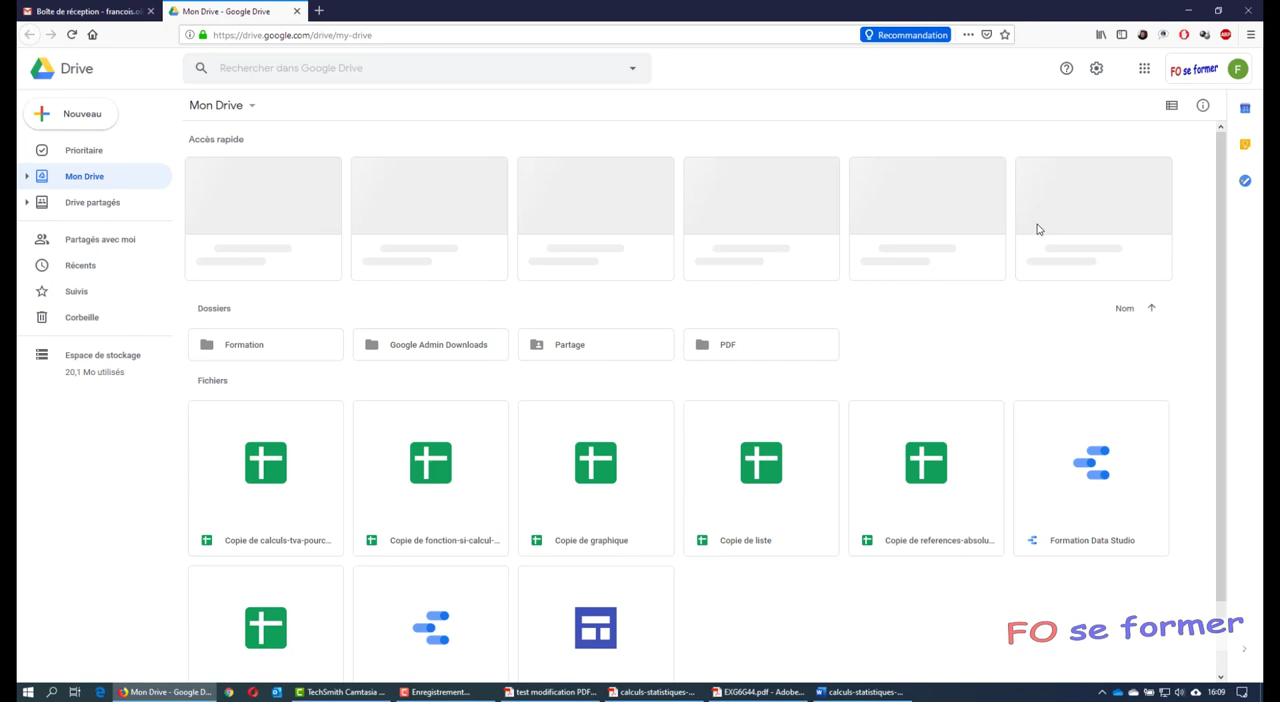 Boîte de réception - francois.ol
Mon Drive - Google Drive
https://drive.google.com/drive/my-drive
Recommandation
Drive
Rechercher dans Google Drive
FO se former
F
Nouveau
Mon Drive
Prioritaire
Accès rapide
Mon Drive
Drive partagés
Partagés avec moi
Récents
Suivis
Corbeille
Espace de stockage
20,1 Mo utilisés
Dossiers
Nom
Formation
Google Admin Downloads
Partage
PDF
Fichiers
Copie de calculs-tva-pourc...
Copie de fonction-si-calcul-...
Copie de graphique
Copie de liste
Copie de references-absolu...
Formation Data Studio
FO se former
Mon Drive - Google D...
TechSmith Camtasia ...
Enregistrement...
test modification PDF...
calculs-statistiques-...
EXG6G44.pdf - Adobe...
calculs-statistiques-...
16:09